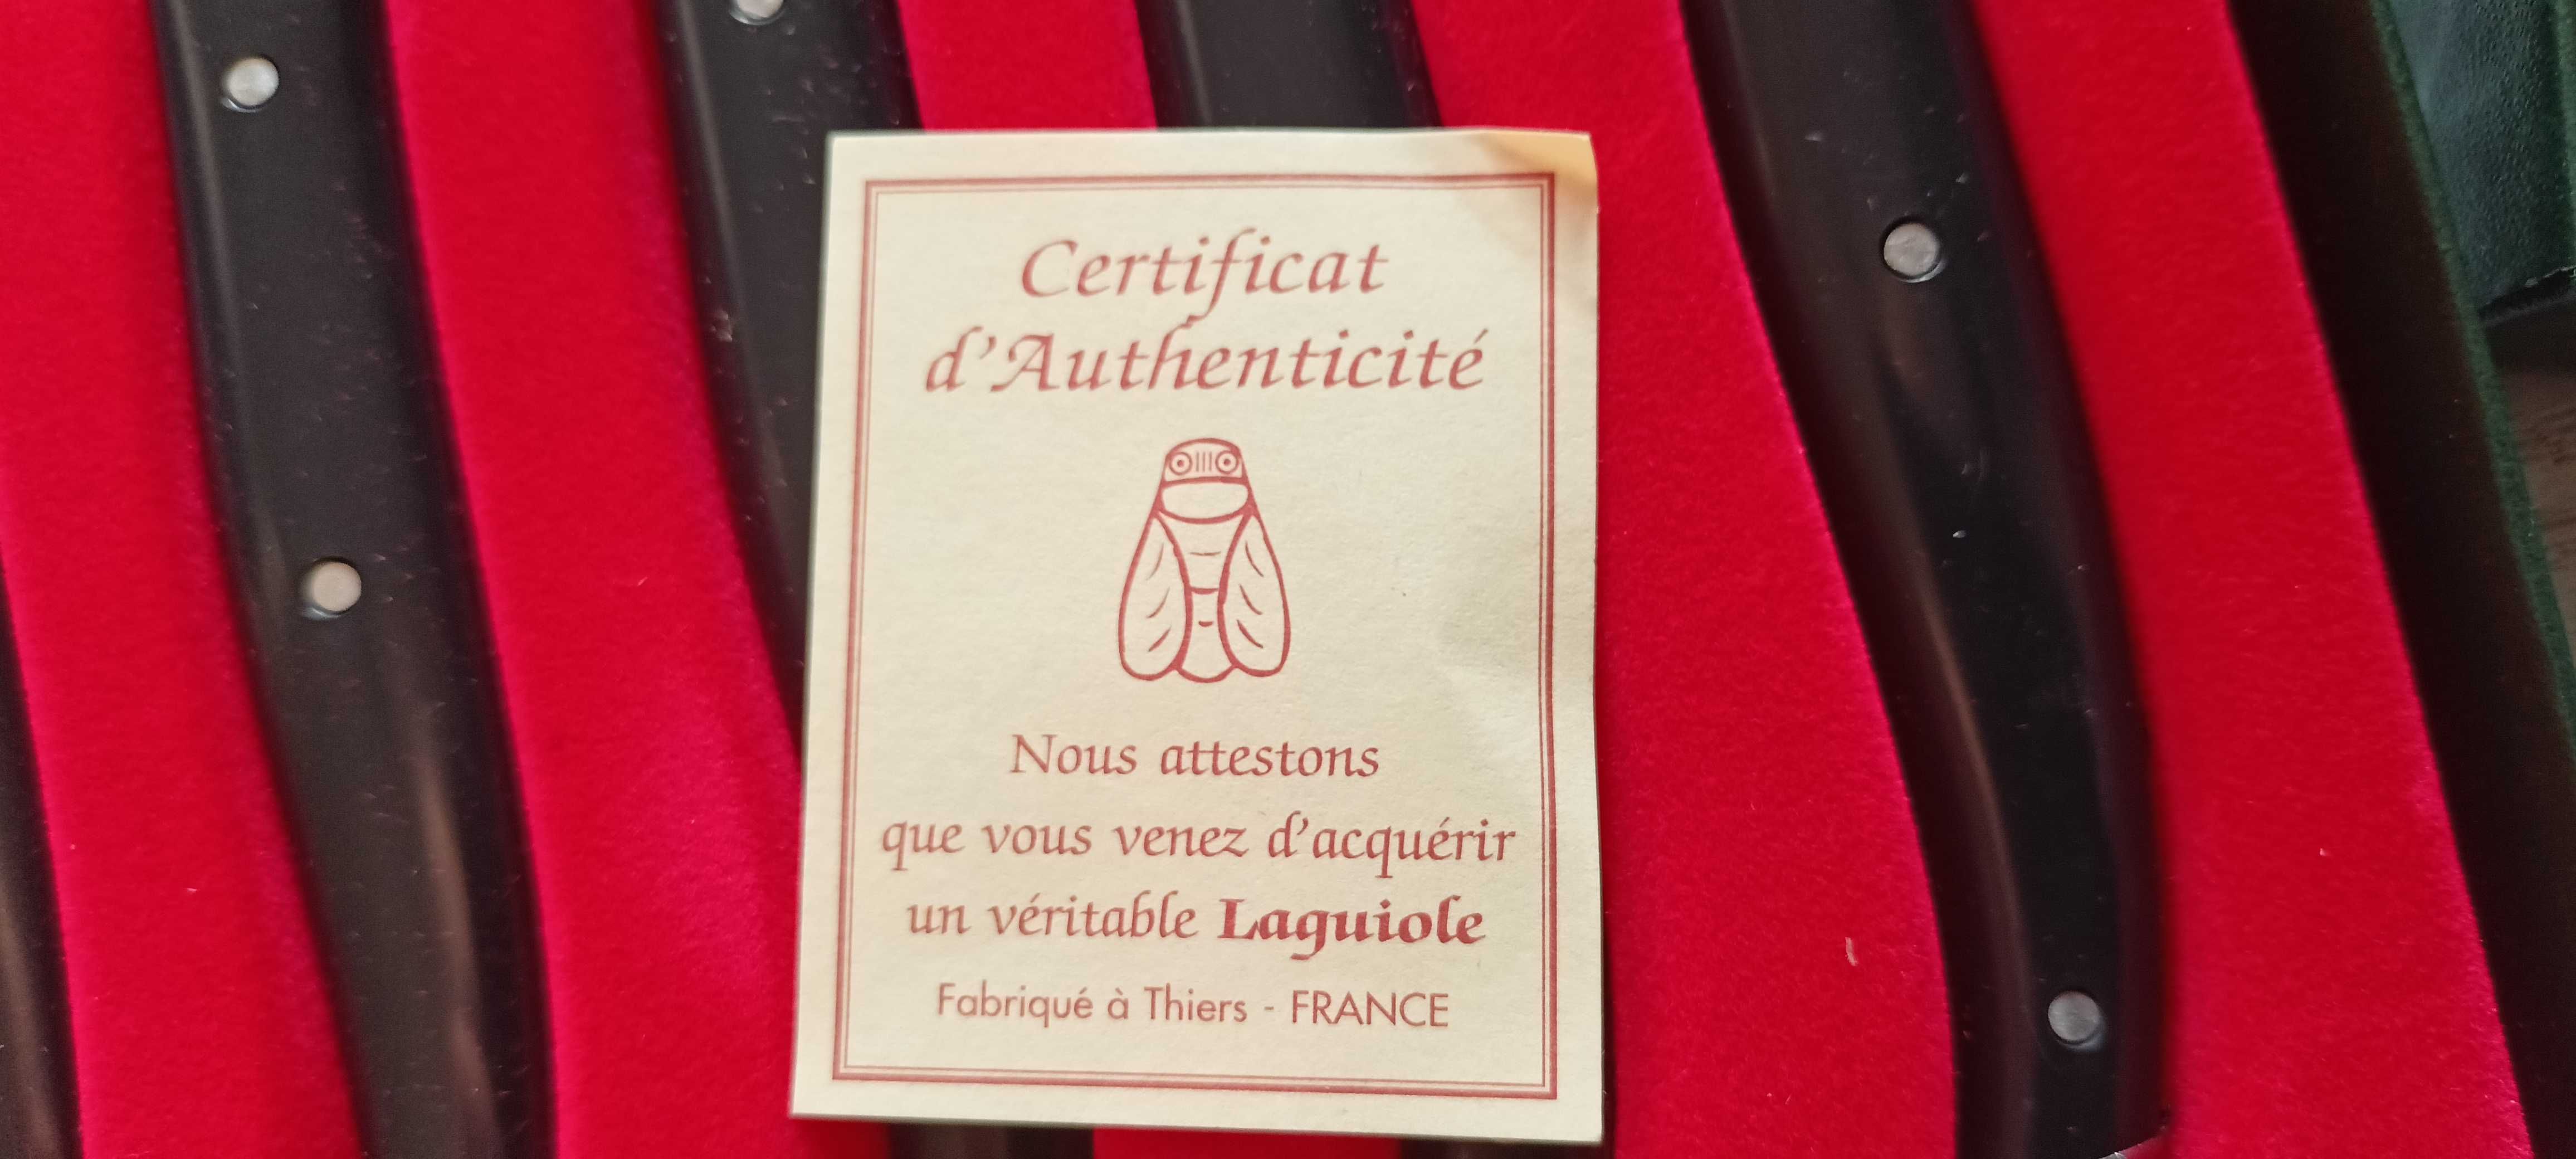 Certificat
d'Authenticité
Nous attestons
que vous venez d'acquérir
un véritable Laguiole
Fabriqué à Thiers - FRANCE